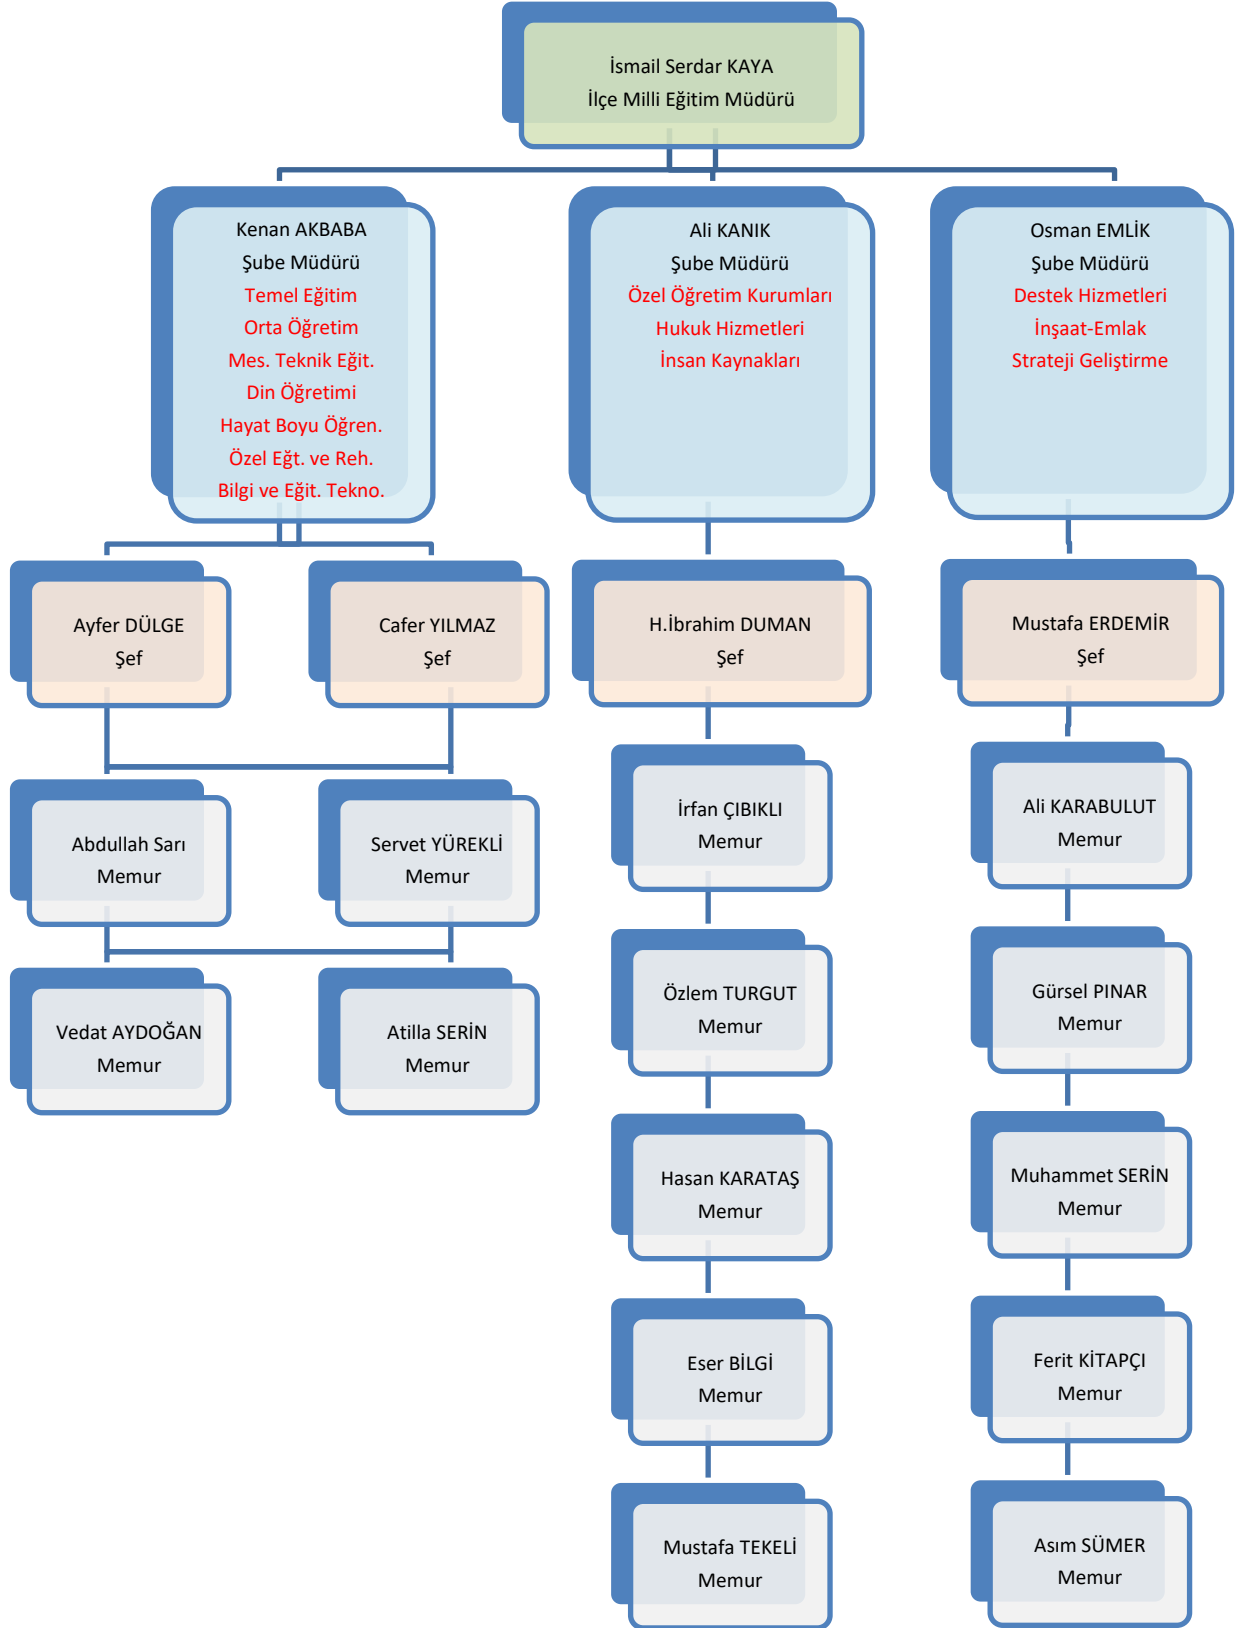 İsmail Serdar KAYA
İlçe Milli Eğitim Müdürü
Kenan AKBABA
Şube Müdürü
Temel Eğitim
Orta Öğretim
Mes. Teknik Eğit.
Din Öğretimi
Hayat Boyu Öğren.
Özel Eğt. ve Reh.
Bilgi ve Eğit. Tekno.
Ali KANIK
Şube Müdürü
Özel Öğretim Kurumları
Hukuk Hizmetleri
İnsan Kaynakları
Osman EMLİK
Şube Müdürü
Destek Hizmetleri
İnşaat-Emlak
Strateji Geliştirme
Ayfer DÜLGE
Şef
Cafer YILMAZ
Şef
H.İbrahim DUMAN
Şef
Mustafa ERDEMİR
Şef
Abdullah Sarı
Memur
Servet YÜREKLİ
Memur
İrfan ÇIBIKLI
Memur
Ali KARABULUT
Memur
Vedat AYDOĞAN
Memur
Atilla SERİN
Memur
Özlem TURGUT
Memur
Gürsel PINAR
Memur
Hasan KARATAŞ
Memur
Muhammet SERİN
Memur
Eser BİLGİ
Memur
Ferit KİTAPÇI
Memur
Mustafa TEKELİ
Memur
Asım SÜMER
Memur